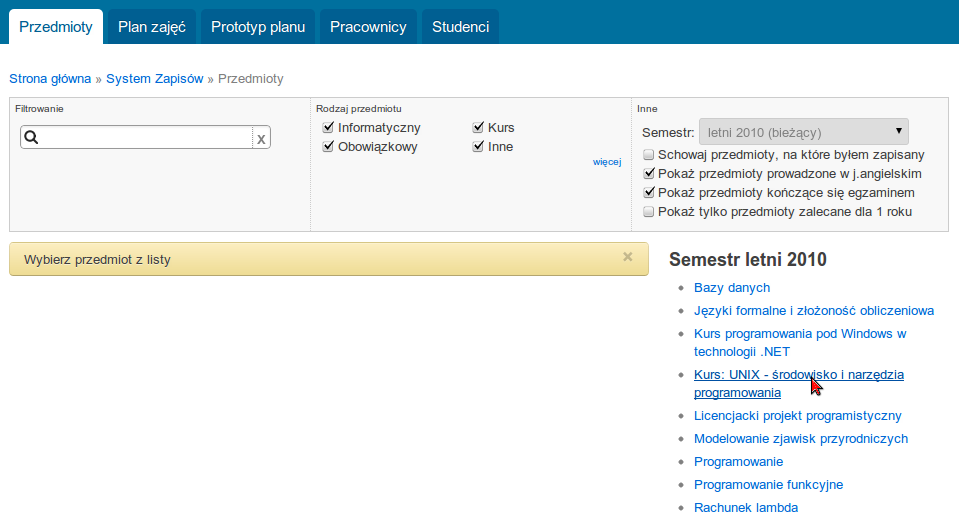 Przedmioty Plan zajęć Prototyp planu Pracownicy Studenci
Strona główna » System Zapisów » Przedmioty
Filtrowanie
x
Rodzaj przedmiotu
Informatyczny Kurs
Obowiązkowy Inne
więcej
Inne
Semestr: letni 2010 (bieżący)
Schowaj przedmioty, na które byłem zapisany
Pokaż przedmioty prowadzone w j.angielskim
Pokaż przedmioty kończące się egzaminem
Pokaż tylko przedmioty zalecane dla 1 roku
Wybierz przedmiot z listy ×
Semestr letni 2010
Bazy danych
Języki formalne i złożoność obliczeniowa
Kurs programowania pod Windows w
technologii .NET
Kurs: UNIX - środowisko i narzędzia
programowania
Licencjacki projekt programistyczny
Modelowanie zjawisk przyrodniczych
Programowanie
Programowanie funkcyjne
Rachunek lambda